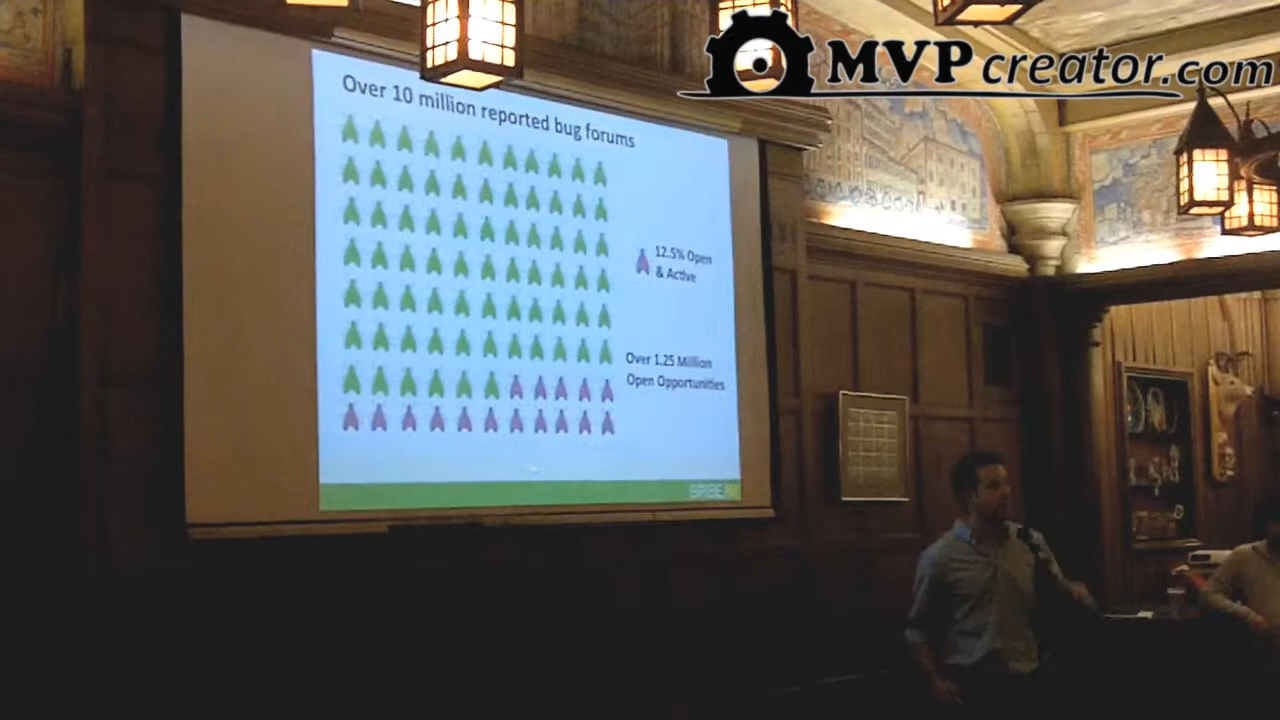 MVPcreator.com
Over 10 million reported bug forums
12.5% Open
& Active
Over 1.25 Million
Open Opportunities